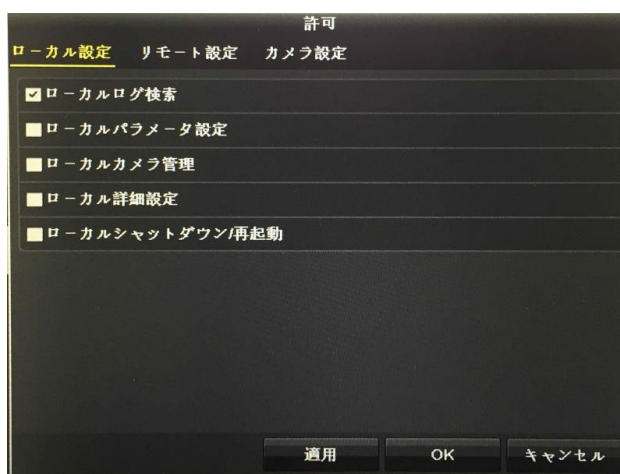 許可
ローカル設定 リモート設定 カメラ設定
ローカルログ検索
ローカルパラメータ設定
ローカルカメラ管理
ローカル詳細設定
ローカルシャットダウン/再起動
適用 OK キャンセル